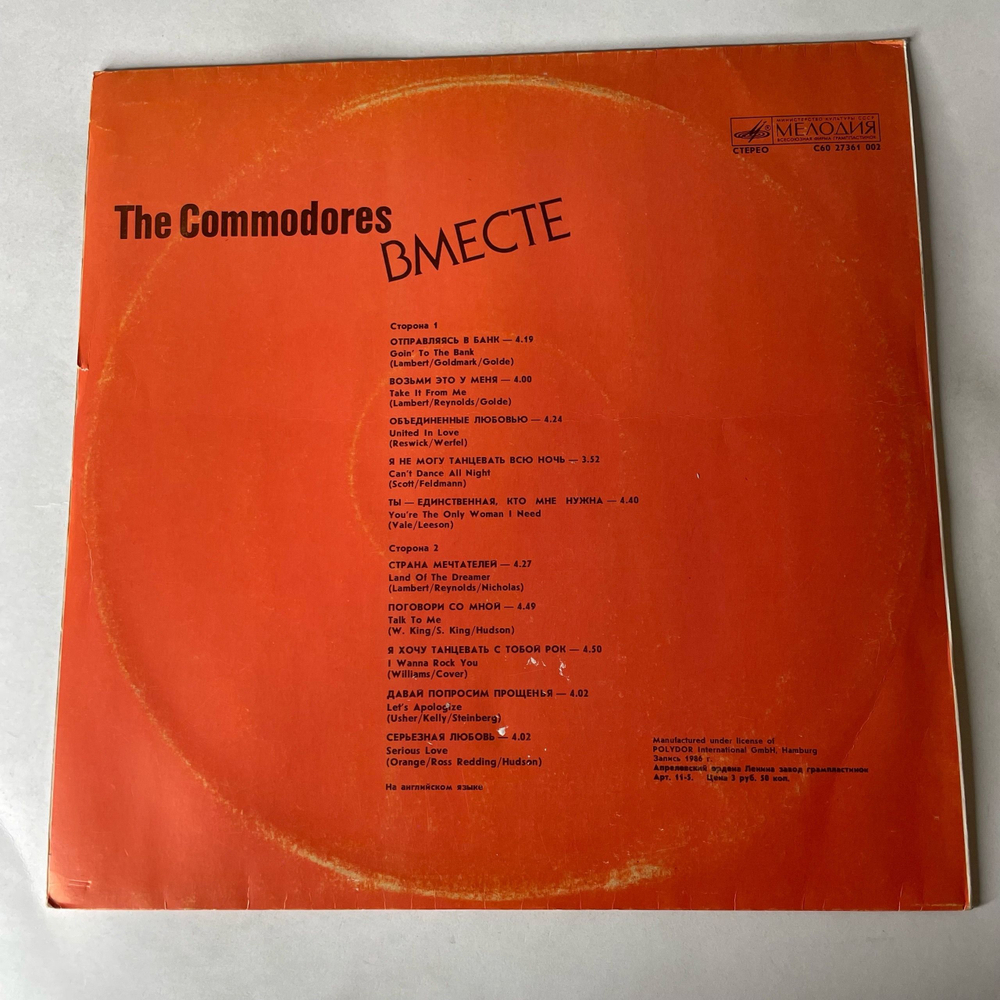 МИНИСТЕРСТВО КУЛЬТУРЫ СССР
МЕЛОДИЯ
ВСЕСОЮЗНАЯ ФИРМА ГРАМПЛАСТИНОК
СТЕРЕО С60 27361 002
The Commodores
ВМЕСТЕ
Сторона 1
ОТПРАВЛЯЯСЬ В БАНК — 4.19
Goin' To The Bank
(Lambert/Goldmark/Golde)
ВОЗЬМИ ЭТО У МЕНЯ — 4.00
Take It From Me
(Lambert/Reynolds/Golde)
ОБЪЕДИНЕННЫЕ ЛЮБОВЬЮ — 4.24
United In Love
(Reswick/Werfel)
Я НЕ МОГУ ТАНЦЕВАТЬ ВСЮ НОЧЬ — 3.52
Can't Dance All Night
(Scott/Feldmann)
ТЫ — ЕДИНСТВЕННАЯ, КТО МНЕ НУЖНА — 4.40
You're The Only Woman I Need
(Vale/Leeson)
Сторона 2
СТРАНА МЕЧТАТЕЛЕЙ — 4.27
Land Of The Dreamer
(Lambert/Reynolds/Nicholas)
ПОГОВОРИ СО МНОЙ — 4.49
Talk To Me
(W. King/S. King/Hudson)
Я ХОЧУ ТАНЦЕВАТЬ С ТОБОЙ РОК — 4.50
I Wanna Rock You
(Williams/Cover)
ДАВАЙ ПОПРОСИМ ПРОЩЕНЬЯ — 4.02
Let's Apologize
(Usher/Kelly/Steinberg)
СЕРЬЕЗНАЯ ЛЮБОВЬ — 4.02
Serious Love
(Orange/Ross Redding/Hudson)
На английском языке
Manufactured under license of
POLYDOR International GmbH, Hamburg
Запись 1986 г.
Апрелевский ордена Ленина завод грампластинок
Арт. 11-5. Цена 3 руб. 50 коп.